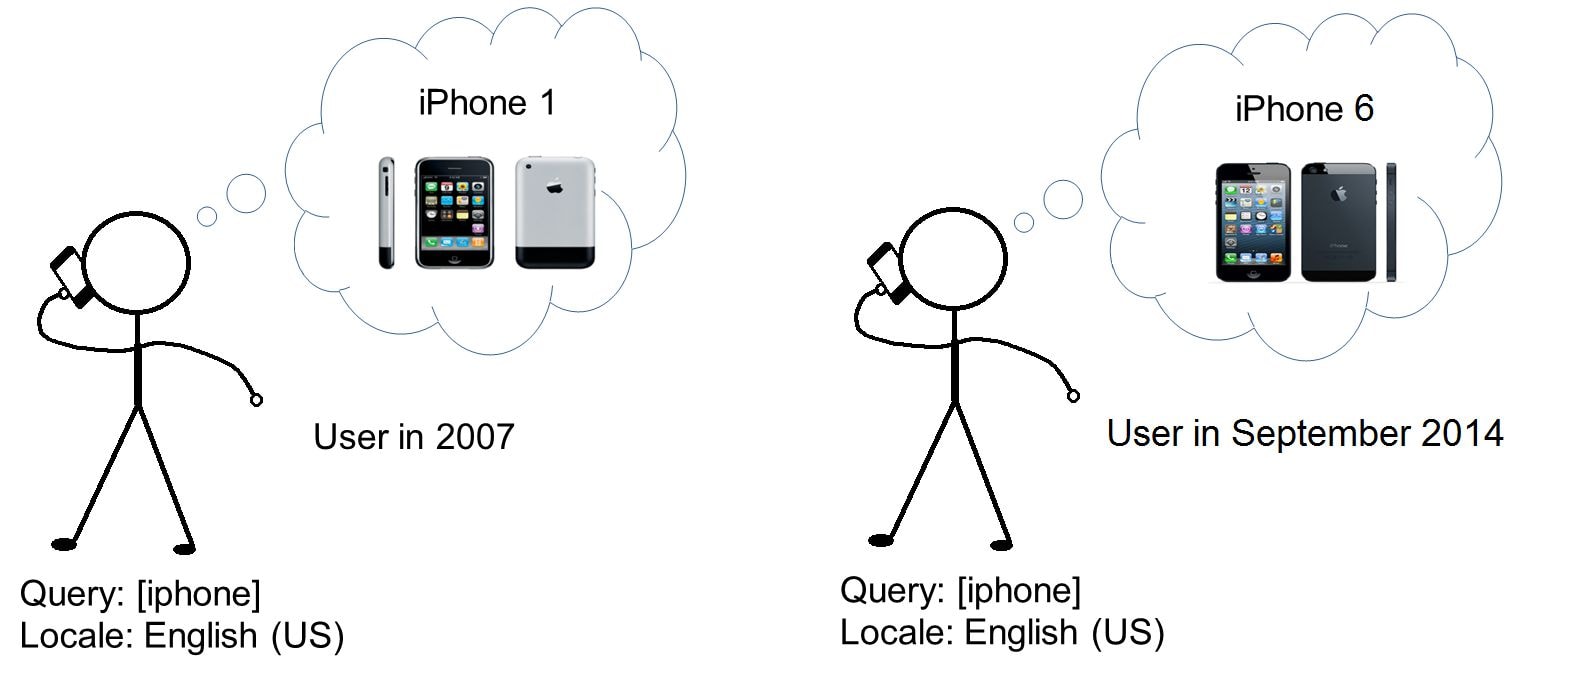 iPhone 1
User in 2007
Query: [iphone]
Locale: English (US)
iPhone 6
User in September 2014
Query: [iphone]
Locale: English (US)